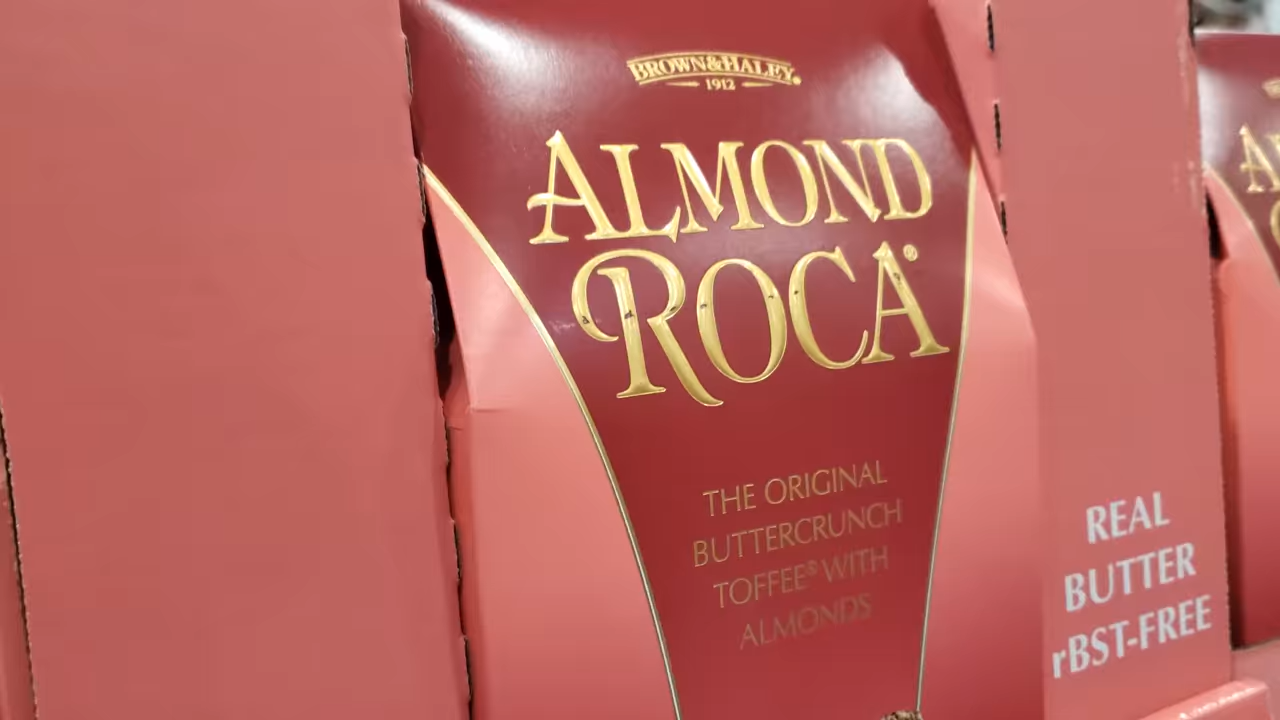 BROWN&HALEY®
1912
ALMOND
ROCA®
THE ORIGINAL
BUTTERCRUNCH
TOFFEE® WITH
ALMONDS
REAL
BUTTER
rBST-FREE